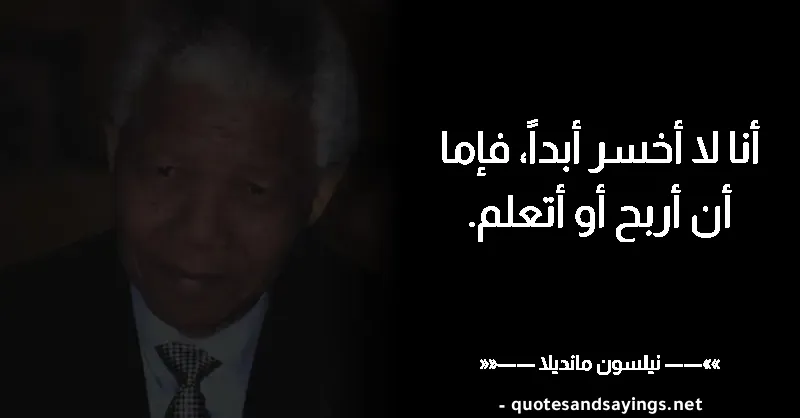 أنا لا أخسر أبداً، فإما
أن أربح أو أتعلم.
»»—— نيلسون مانديلا ——««
- quotesandsayings.net